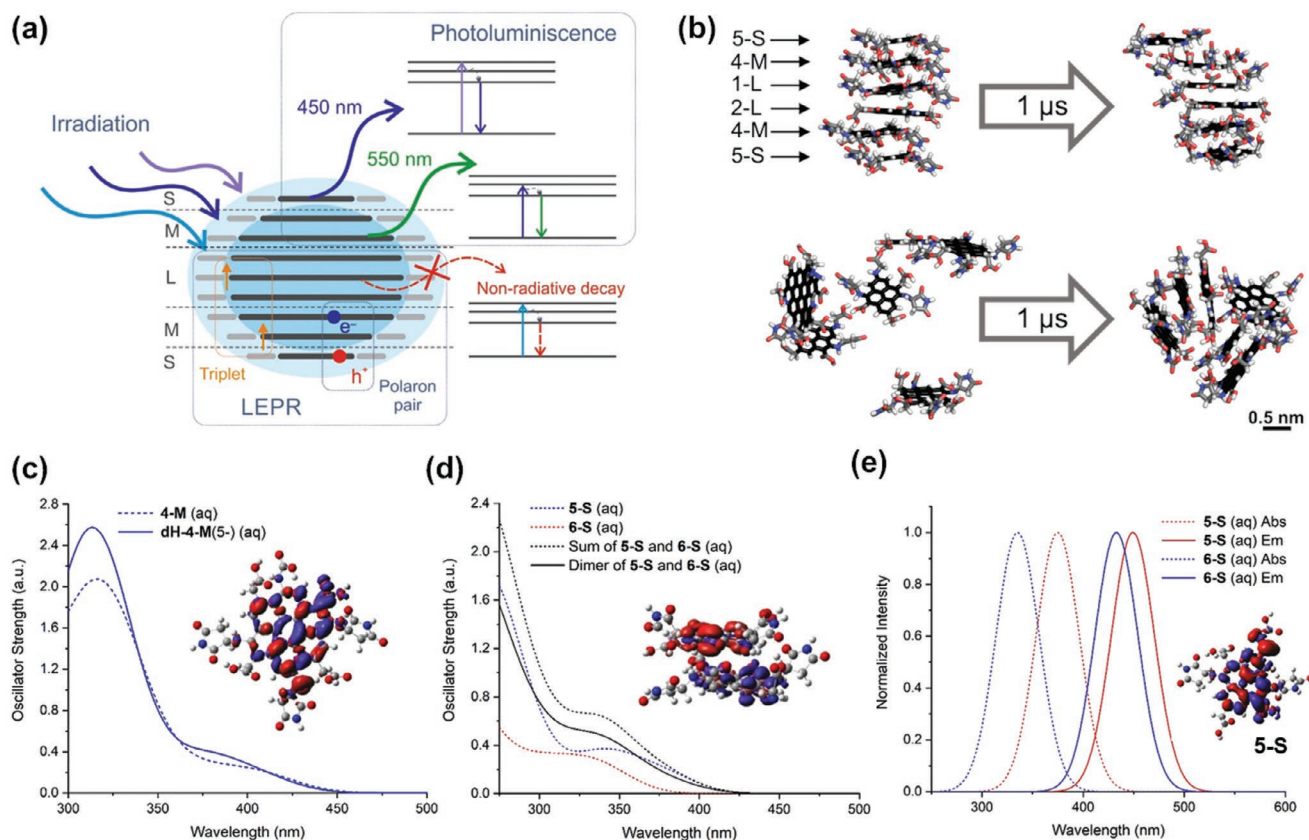 (a)
Photoluminiscence
Irradiation
450 nm
550 nm
S
M
L
M
S
Non-radiative decay
e⁻
h⁺
Triplet
Polaron
pair
LEPR
(b)
5-S
4-M
1-L
2-L
4-M
5-S
1 μs
1 μs
0.5 nm
(c)
4-M (aq)
dH-4-M(5-) (aq)
Oscillator Strength (a.u.)
2.8
2.4
2.0
1.6
1.2
0.8
0.4
0.0
300 350 400 450 500
Wavelength (nm)
(d)
5-S (aq)
6-S (aq)
Sum of 5-S and 6-S (aq)
Dimer of 5-S and 6-S (aq)
Oscillator Strength (a.u.)
2.4
2.0
1.6
1.2
0.8
0.4
0.0
300 350 400 450 500
Wavelength (nm)
(e)
5-S (aq) Abs
5-S (aq) Em
6-S (aq) Abs
6-S (aq) Em
Normalized Intensity
1.0
0.8
0.6
0.4
0.2
0.0
5-S
300 400 500 600
Wavelength (nm)